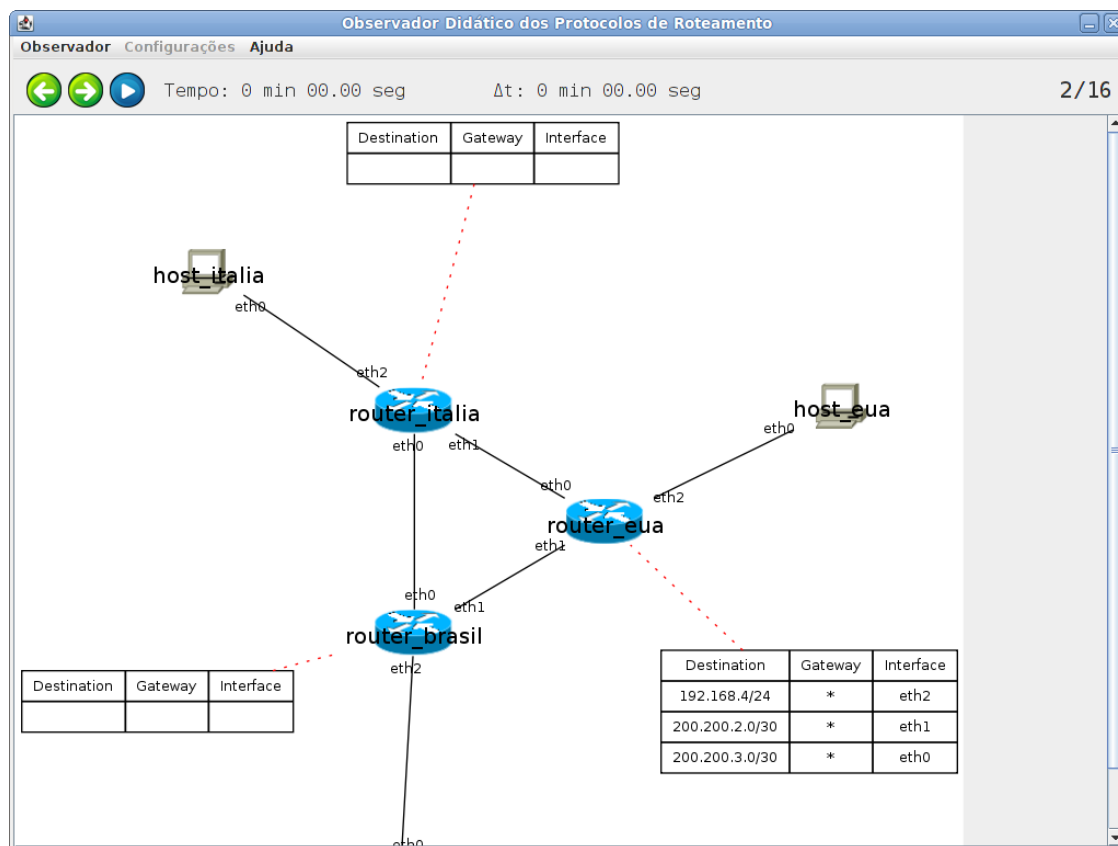 Observador Didático dos Protocolos de Roteamento
Observador Configurações Ajuda
Tempo: 0 min 00.00 seg Δt: 0 min 00.00 seg 2/16
Destination Gateway Interface
host_italia
eth0
eth2
router_italia
eth0 eth1
host_eua
eth0
eth0
eth2
router_eua
eth1
eth0
eth1
router_brasil
eth2
Destination Gateway Interface
Destination Gateway Interface
192.168.4/24 * eth2
200.200.2.0/30 * eth1
200.200.3.0/30 * eth0
eth0